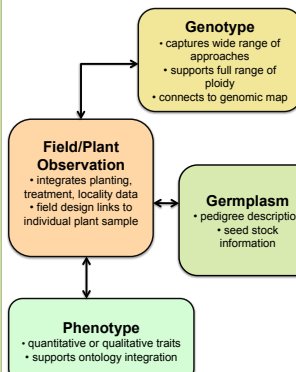 Genotype
• captures wide range of
approaches
• supports full range of
ploidy
• connects to genomic map
Field/Plant
Observation
• integrates planting,
treatment, locality data
• field design links to
individual plant sample
Germplasm
• pedigree descriptio
• seed stock
information
Phenotype
• quantitative or qualitative traits
• supports ontology integration